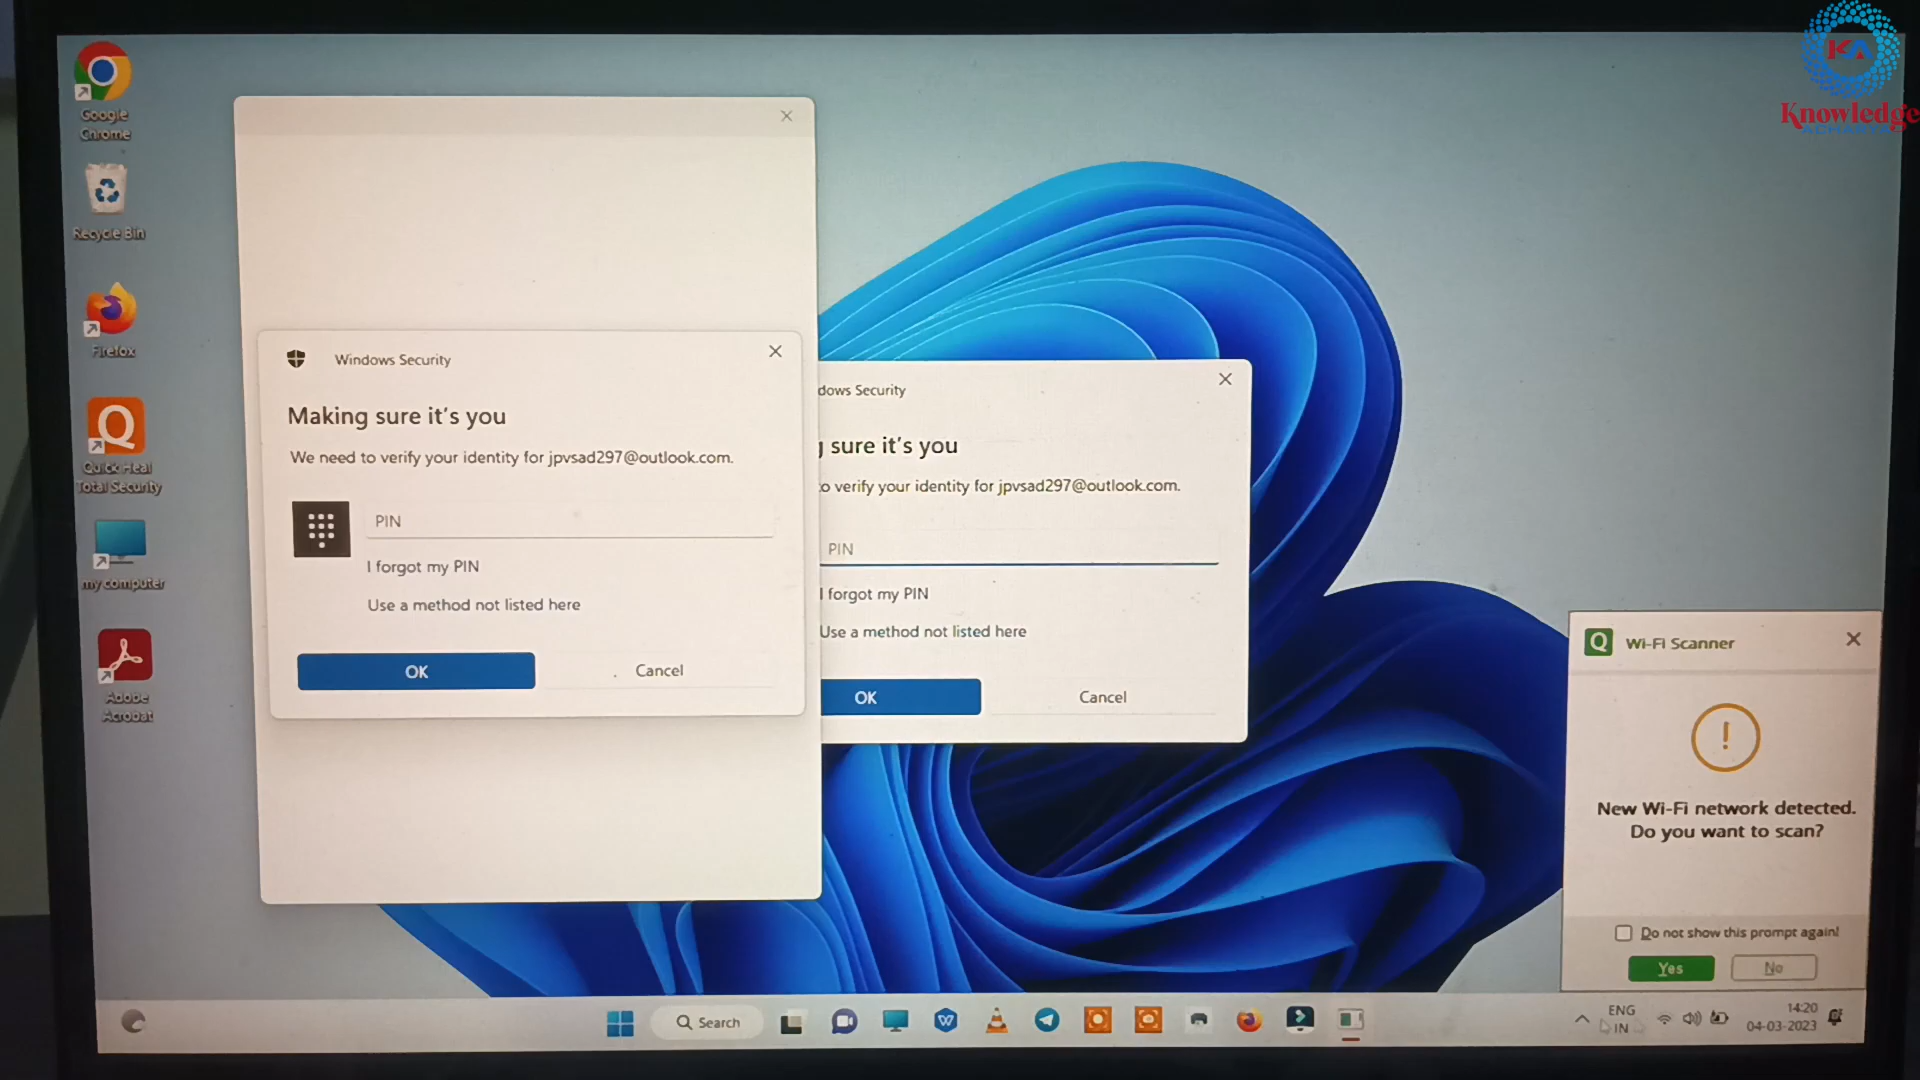 KA
Knowledge
ACHARYA
Google
Chrome
Recycle Bin
Firefox
Quick Heal
Total Security
my computer
Adobe
Acrobat
Windows Security
Making sure it's you
We need to verify your identity for jpvsad297@outlook.com.
PIN
I forgot my PIN
Use a method not listed here
OK
Cancel
dows Security
sure it's you
to verify your identity for jpvsad297@outlook.com.
PIN
I forgot my PIN
Use a method not listed here
OK
Cancel
Q Wi-Fi Scanner
!
New Wi-Fi network detected.
Do you want to scan?
Do not show this prompt again!
Yes
No
Search
ENG
IN
14:20
04-03-2023